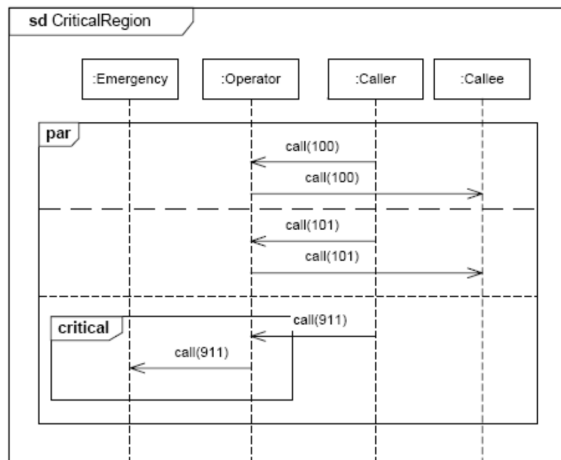 sd CriticalRegion
:Emergency :Operator :Caller :Callee
par
call(100)
call(100)
call(101)
call(101)
call(911)
critical
call(911)